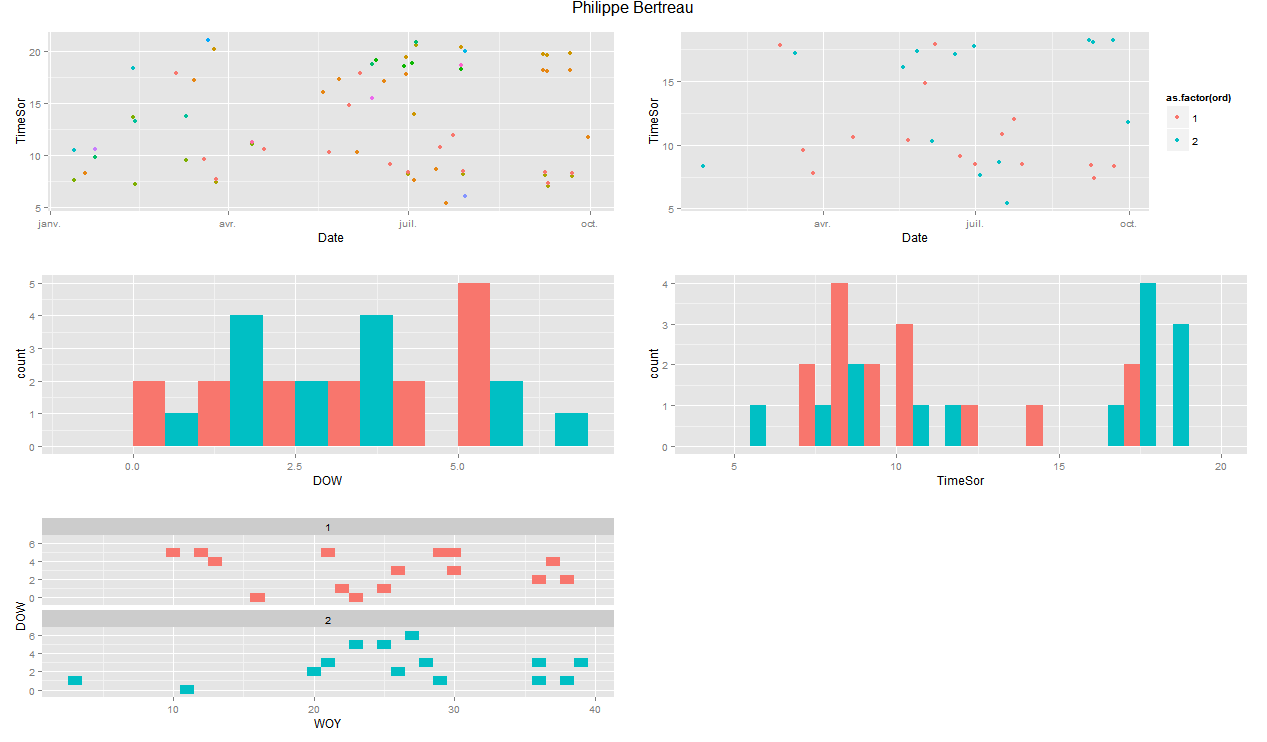 Philippe Bertreau
TimeSor
20
15
10
5
janv.
avr.
juil.
oct.
Date
TimeSor
15
10
5
avr.
juil.
oct.
Date
as.factor(ord)
1
2
count
5
4
3
2
1
0
0.0
2.5
5.0
DOW
count
4
3
2
1
0
5
10
15
20
TimeSor
DOW
1
6
4
2
0
2
6
4
2
0
10
20
30
40
WOY